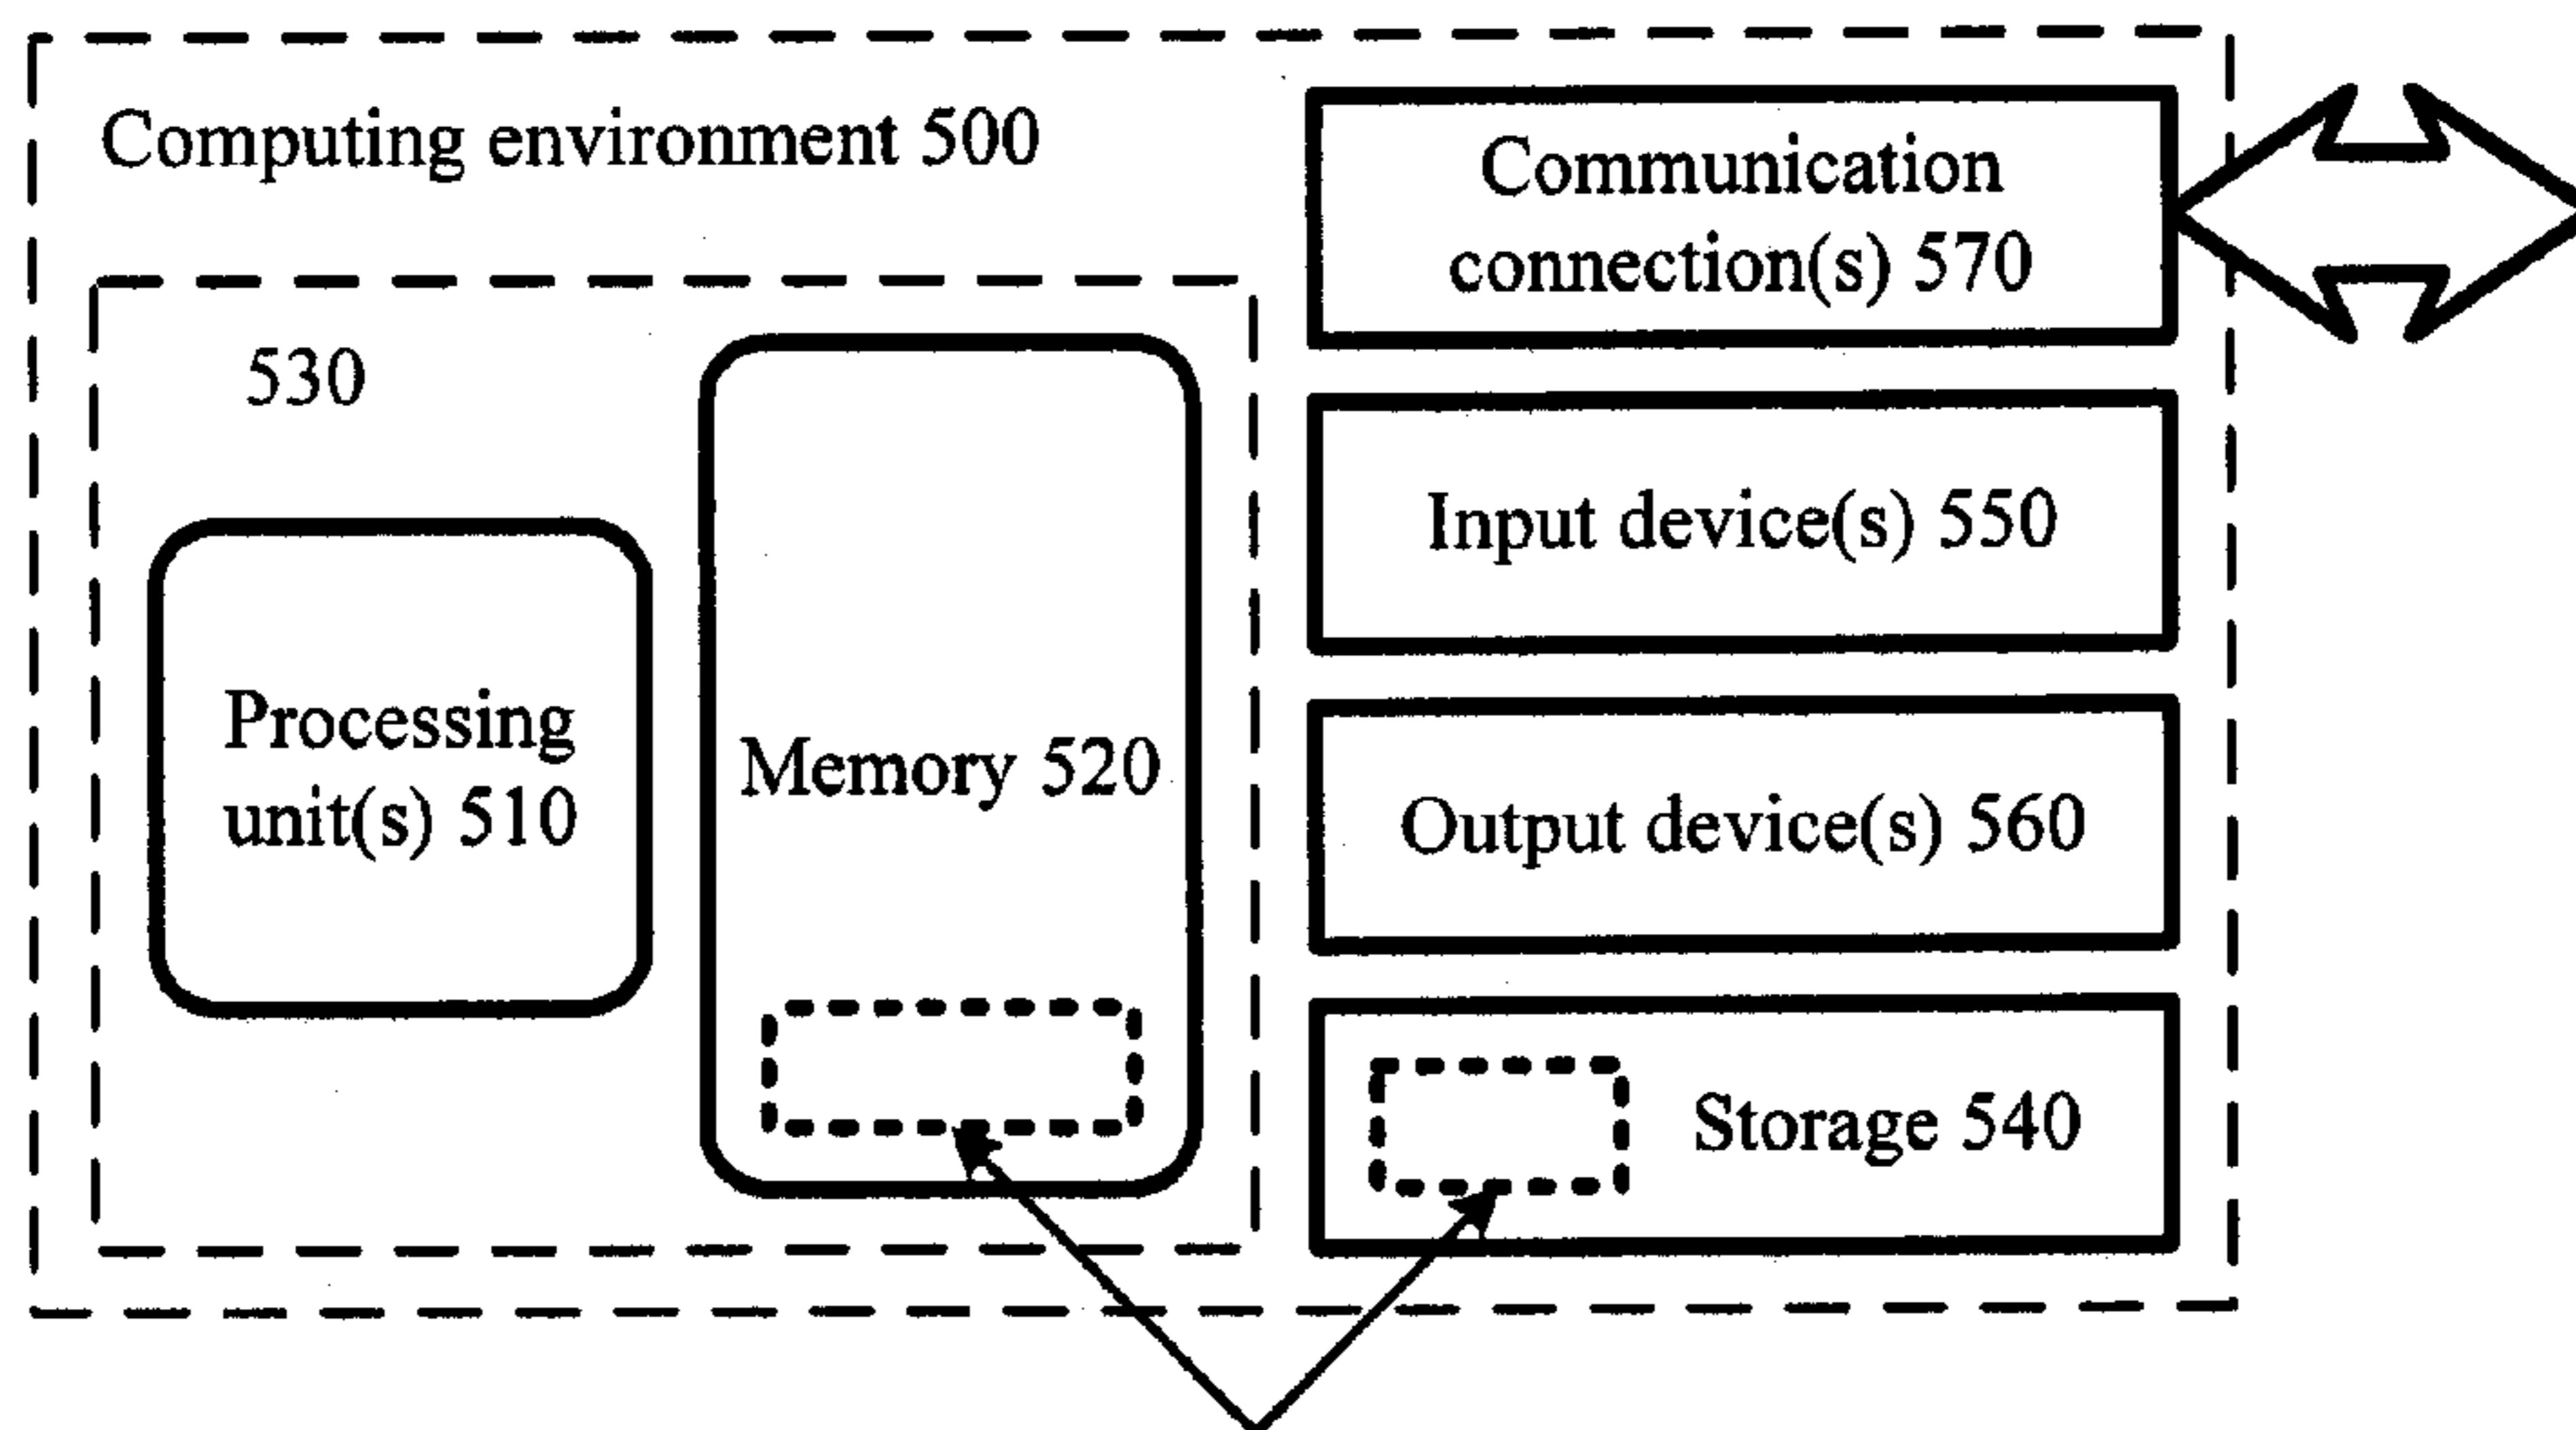 Computing environment 500
Communication
connection(s) 570
530
Input device(s) 550
Processing
unit(s) 510
Memory 520
Output device(s) 560
Storage 540